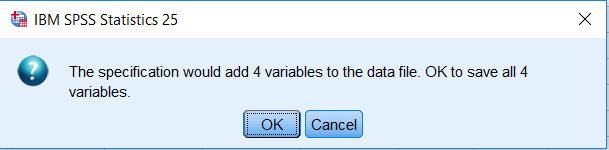 IBM SPSS Statistics 25
The specification would add 4 variables to the data file. OK to save all 4
variables.
OK Cancel